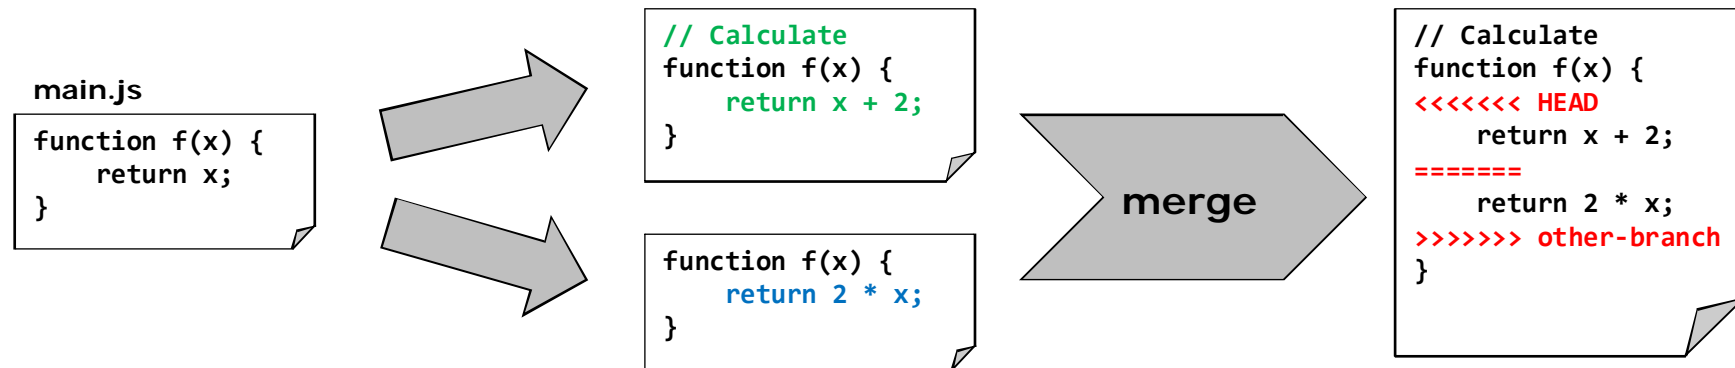 main.js
function f(x) {
    return x;
}
// Calculate
function f(x) {
    return x + 2;
}
function f(x) {
    return 2 * x;
}
merge
// Calculate
function f(x) {
<<<<<<< HEAD
    return x + 2;
=======
    return 2 * x;
>>>>>>> other-branch
}